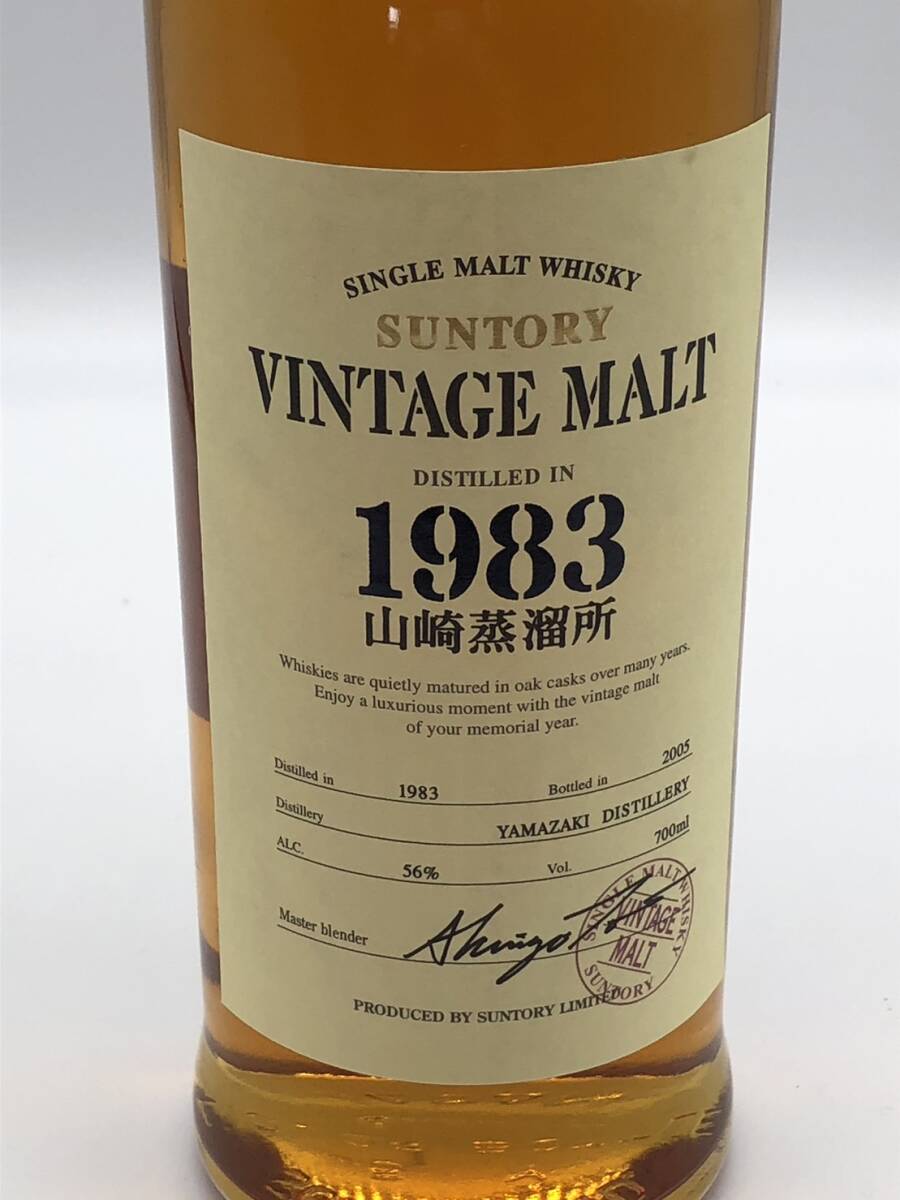 SINGLE MALT WHISKY
SUNTORY
VINTAGE MALT
DISTILLED IN
1983
山崎蒸溜所
Whiskies are quietly matured in oak casks over many years.
Enjoy a luxurious moment with the vintage malt
of your memorial year.
Distilled in 1983 Bottled in 2005
Distillery YAMAZAKI DISTILLERY
ALC. 56% Vol. 700ml
Master blender
SINGLE MALT WHISKY
VINTAGE
MALT
SUNTORY
PRODUCED BY SUNTORY LIMITED